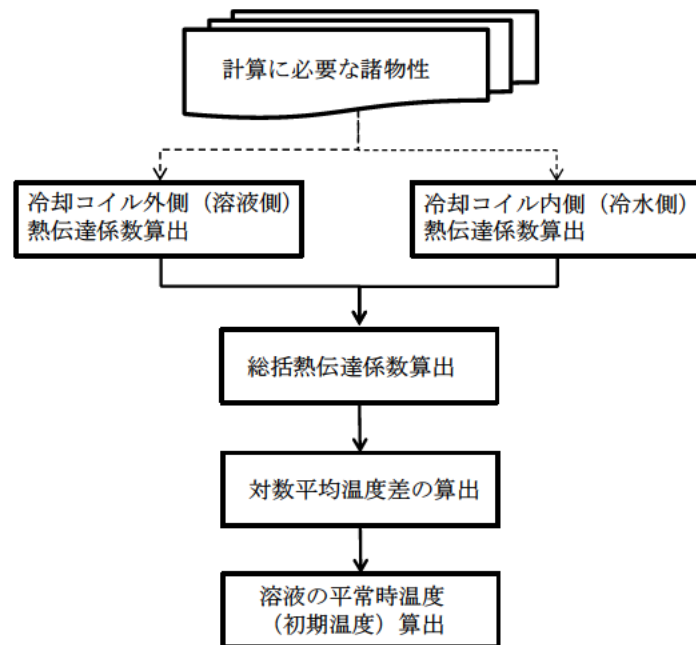 計算に必要な諸物性
冷却コイル外側（溶液側）
熱伝達係数算出
冷却コイル内側（冷水側）
熱伝達係数算出
総括熱伝達係数算出
対数平均温度差の算出
溶液の平常時温度
（初期温度）算出